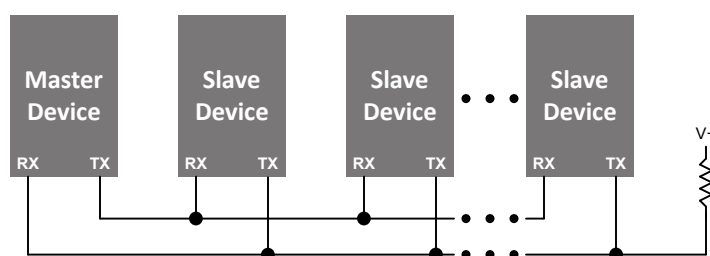 Master
Device
Slave
Device
Slave
Device
Slave
Device
RX TX
RX TX
RX TX
RX TX
V+